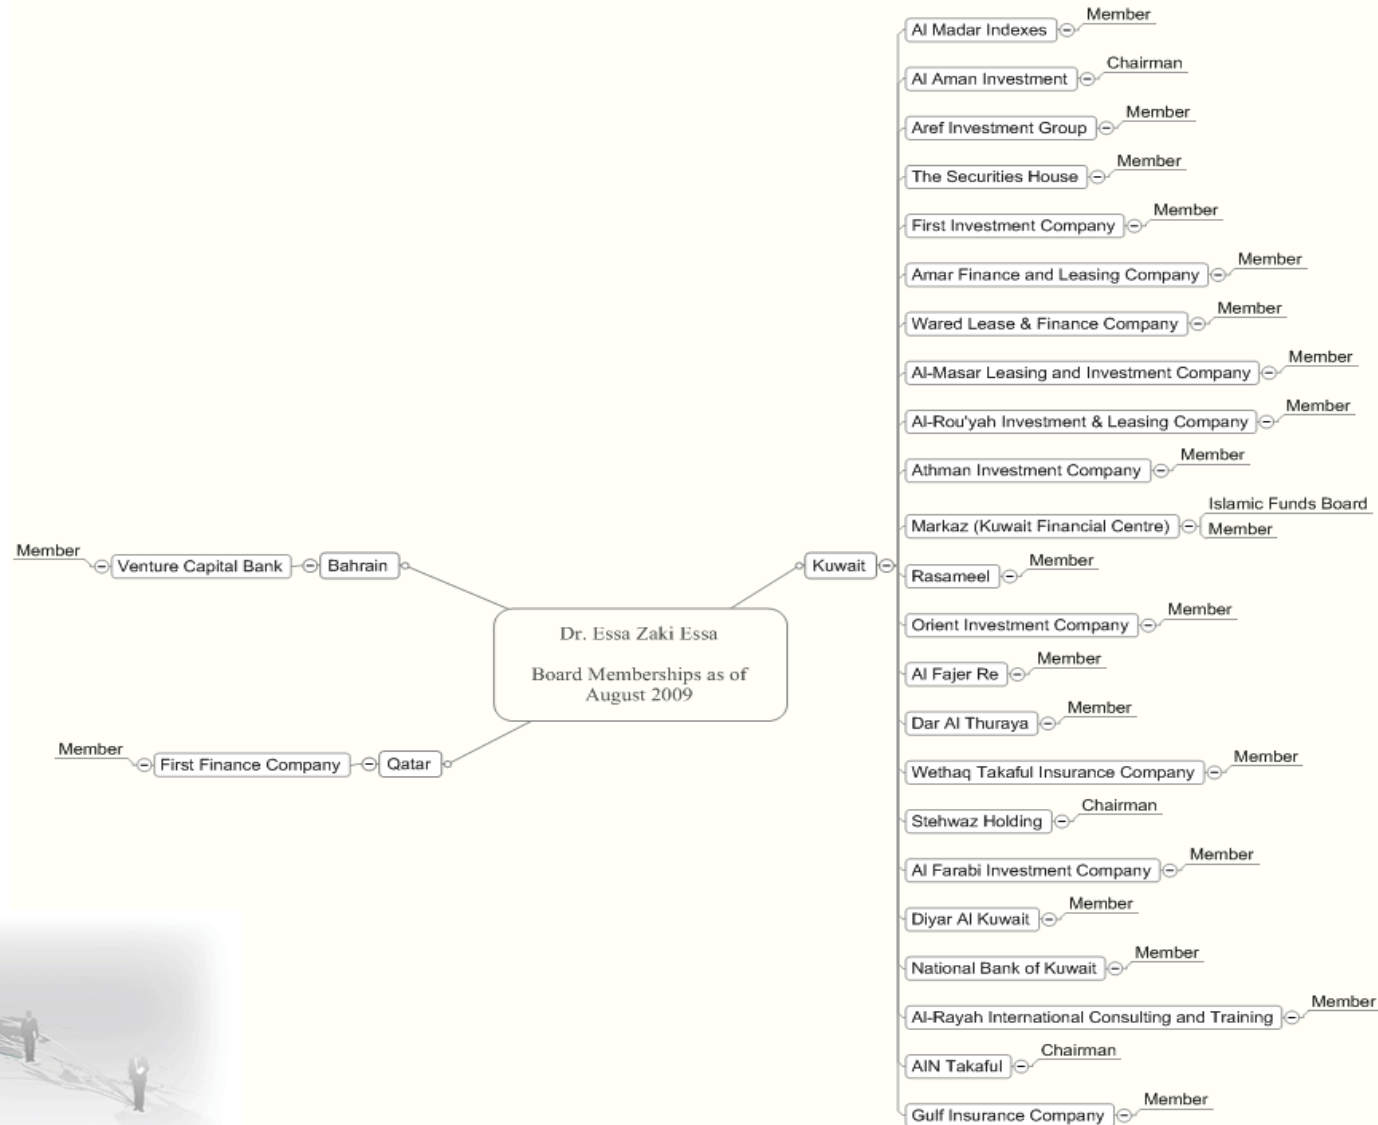 Dr. Essa Zaki Essa
Board Memberships as of
August 2009
Bahrain
Venture Capital Bank
Member
Qatar
First Finance Company
Member
Kuwait
Al Madar Indexes
Member
Al Aman Investment
Chairman
Aref Investment Group
Member
The Securities House
Member
First Investment Company
Member
Amar Finance and Leasing Company
Member
Wared Lease & Finance Company
Member
Al-Masar Leasing and Investment Company
Member
Al-Rou'yah Investment & Leasing Company
Member
Athman Investment Company
Member
Markaz (Kuwait Financial Centre)
Islamic Funds Board
Member
Rasameel
Member
Orient Investment Company
Member
Al Fajer Re
Member
Dar Al Thuraya
Member
Wethaq Takaful Insurance Company
Member
Stehwaz Holding
Chairman
Al Farabi Investment Company
Member
Diyar Al Kuwait
Member
National Bank of Kuwait
Member
Al-Rayah International Consulting and Training
Member
AIN Takaful
Chairman
Gulf Insurance Company
Member